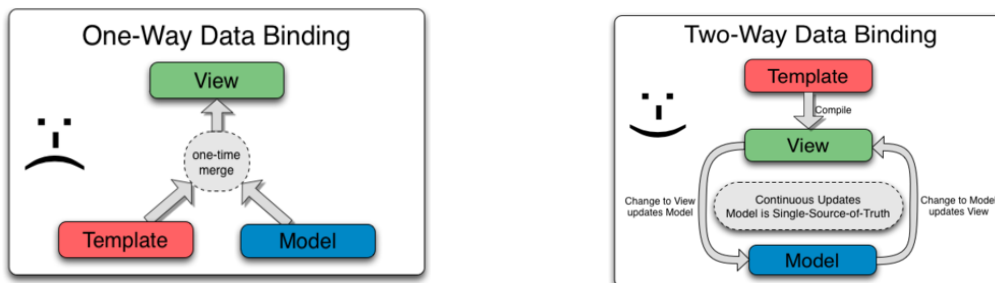 One-Way Data Binding
View
one-time
merge
Template
Model
Two-Way Data Binding
Template
Compile
View
Change to View
updates Model
Continuous Updates
Model is Single-Source-of-Truth
Change to Model
updates View
Model